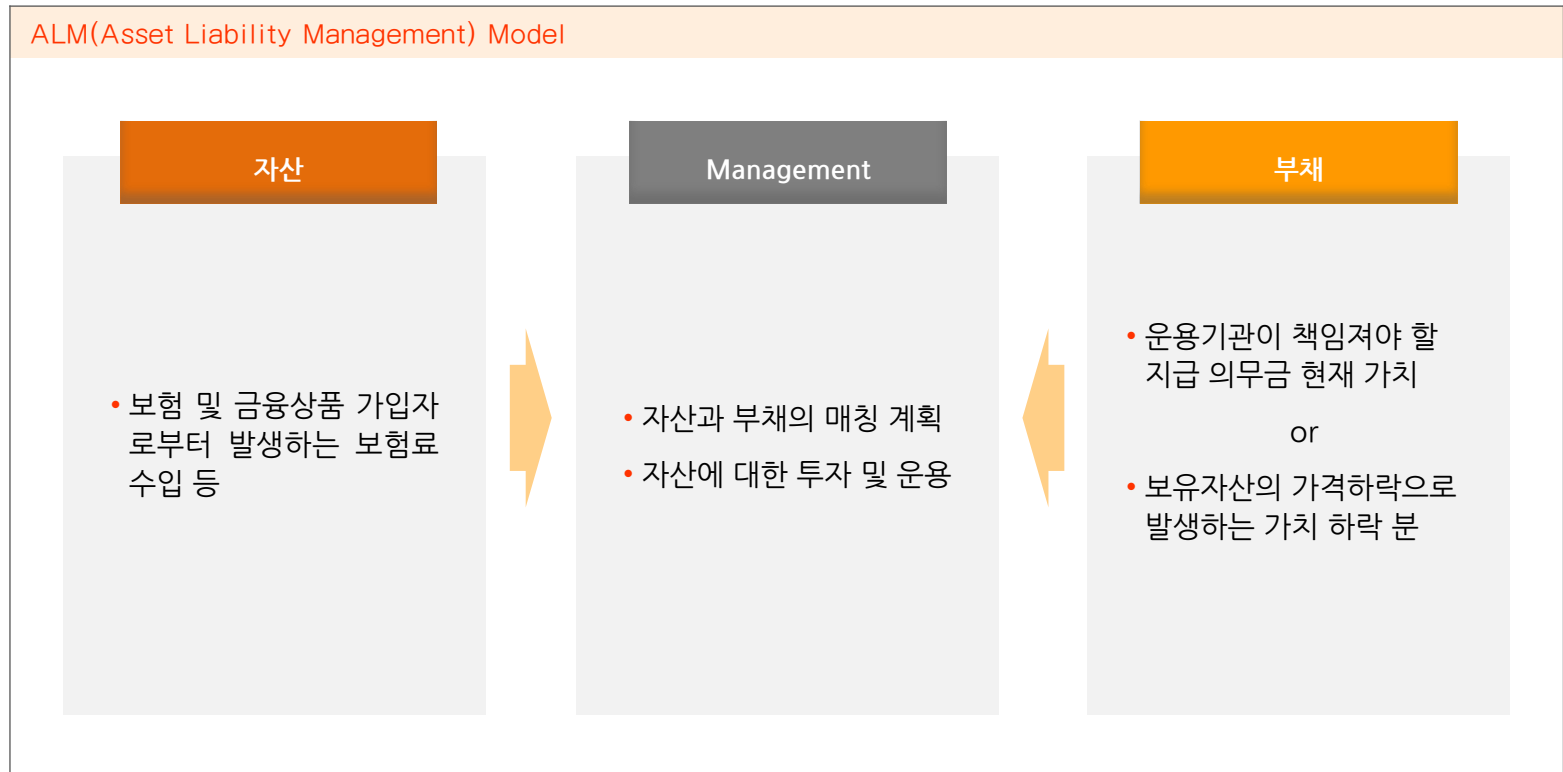 ALM(Asset Liability Management) Model
자산
• 보험 및 금융상품 가입자
로부터 발생하는 보험료
수입 등
Management
• 자산과 부채의 매칭 계획
• 자산에 대한 투자 및 운용
부채
• 운용기관이 책임져야 할
지급 의무금 현재 가치
or
• 보유자산의 가격하락으로
발생하는 가치 하락 분